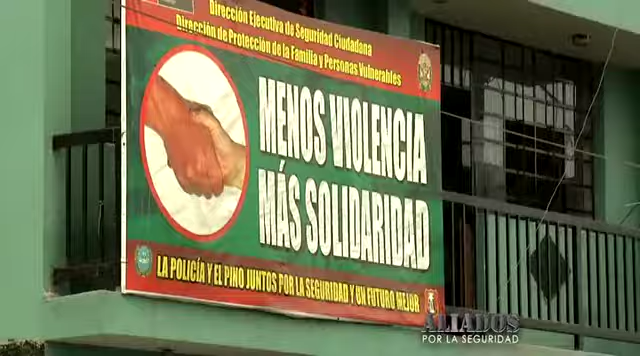 Dirección Ejecutiva de Seguridad Ciudadana
Dirección de Protección de la Familia y Personas Vulnerables
MENOS VIOLENCIA
MÁS SOLIDARIDAD
LA POLICÍA Y EL PINO JUNTOS POR LA SEGURIDAD Y UN FUTURO MEJOR
ALIADOS
POR LA SEGURIDAD